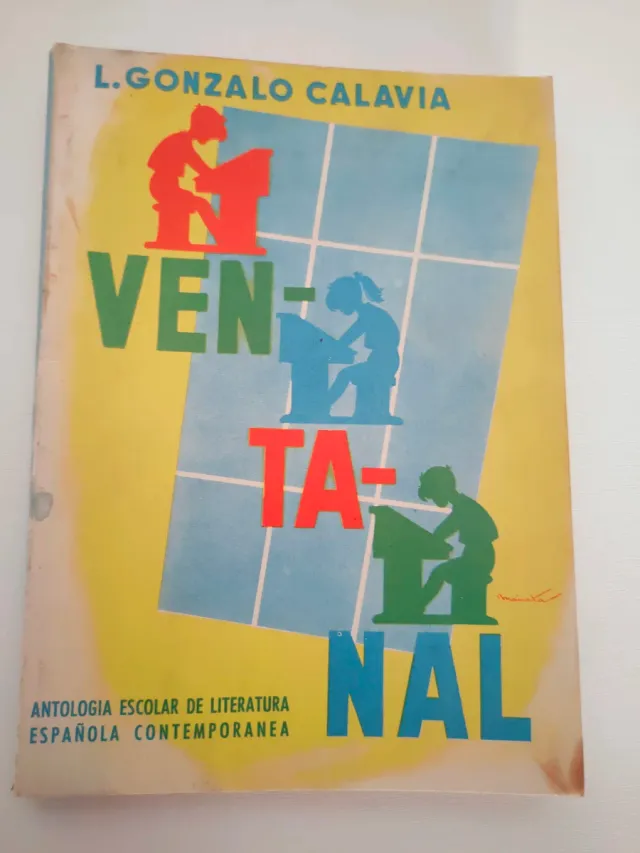 L. GONZALO CALAVIA
VEN-
TA-
NAL
ANTOLOGIA ESCOLAR DE LITERATURA
ESPAÑOLA CONTEMPORANEA